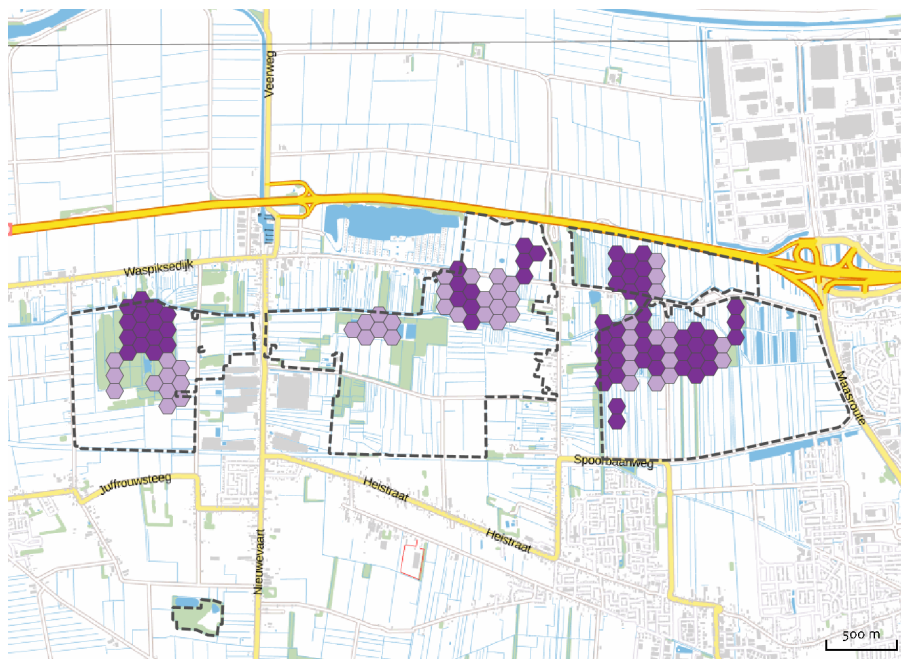 Veerweg
Waspiksedijk
Maasroute
Spoorbaanweg
Juffrouwsteeg
Heistraat
Heistraat
Nieuwevaart
500 m